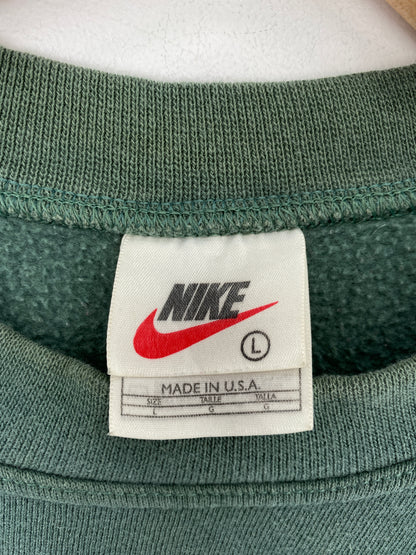 NIKE
L
MADE IN U.S.A.
SIZE TAILLE TALLA
L G G